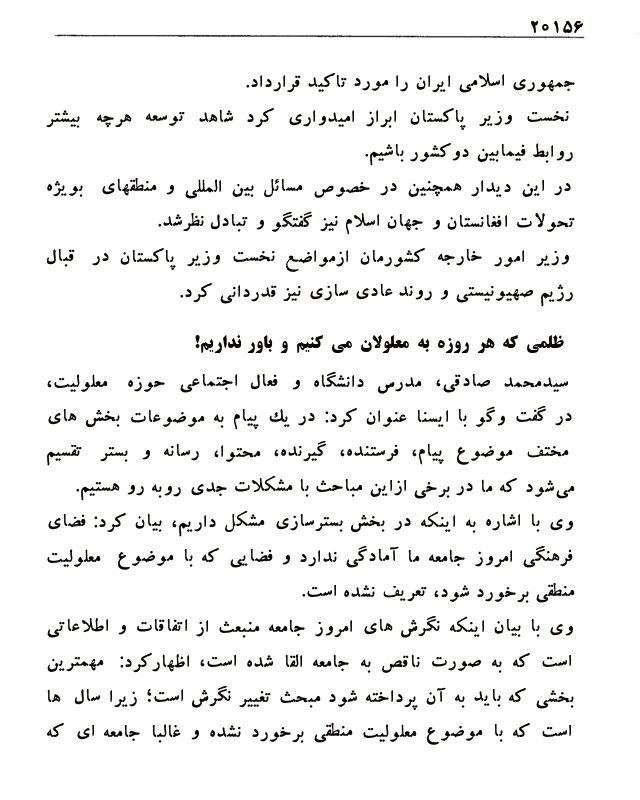 ۲۰۱۵۶
جمهوری اسلامی ایران را مورد تاکید قرارداد.
نخست وزیر پاکستان ابراز امیدواری کرد شاهد توسعه هرچه بیشتر
روابط فیمابین دوکشور باشیم.
در این دیدار همچنین در خصوص مسائل بین المللی و منطقهای بویژه
تحولات افغانستان و جهان اسلام نیز گفتگو و تبادل نظرشد.
وزیر امور خارجه کشورمان ازمواضع نخست وزیر پاکستان در قبال
رژیم صهیونیستی و روند عادی سازی نیز قدردانی کرد.
ظلمی که هر روزه به معلولان می کنیم و باور نداریم!
سیدمحمد صادقی، مدرس دانشگاه و فعال اجتماعی حوزه معلولیت،
در گفت وگو با ایسنا عنوان کرد: در یك پیام به موضوعات بخش های
مختف موضوع پیام، فرستنده، گیرنده، محتوا، رسانه و بستر تقسیم
می‌شود که ما در برخی ازاین مباحث با مشکلات جدی روبه رو هستیم.
وی با اشاره به اینکه در بخش بسترسازی مشکل داریم، بیان کرد: فضای
فرهنگی امروز جامعه ما آمادگی ندارد و فضایی که با موضوع معلولیت
منطقی برخورد شود، تعریف نشده است.
وی با بیان اینکه نگرش های امروز جامعه منبعث از اتفاقات و اطلاعاتی
است که به صورت ناقص به جامعه القا شده است، اظهارکرد: مهمترین
بخشی که باید به آن پرداخته شود مبحث تغییر نگرش است؛ زیرا سال ها
است که با موضوع معلولیت منطقی برخورد نشده و غالبا جامعه ای که